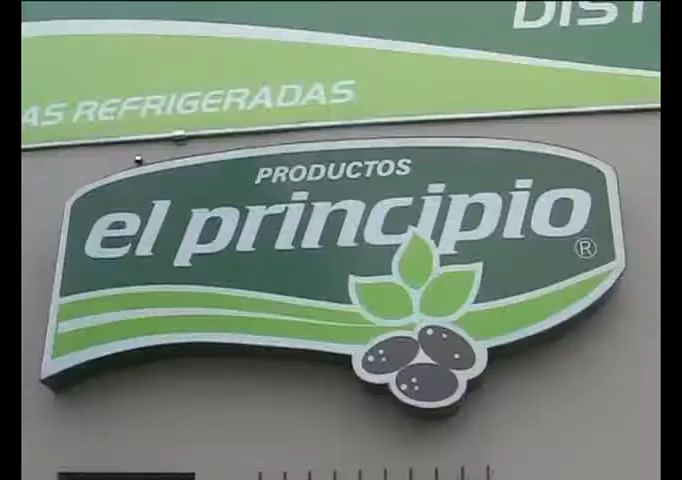 DIST
AS REFRIGERADAS
PRODUCTOS
el principio
®